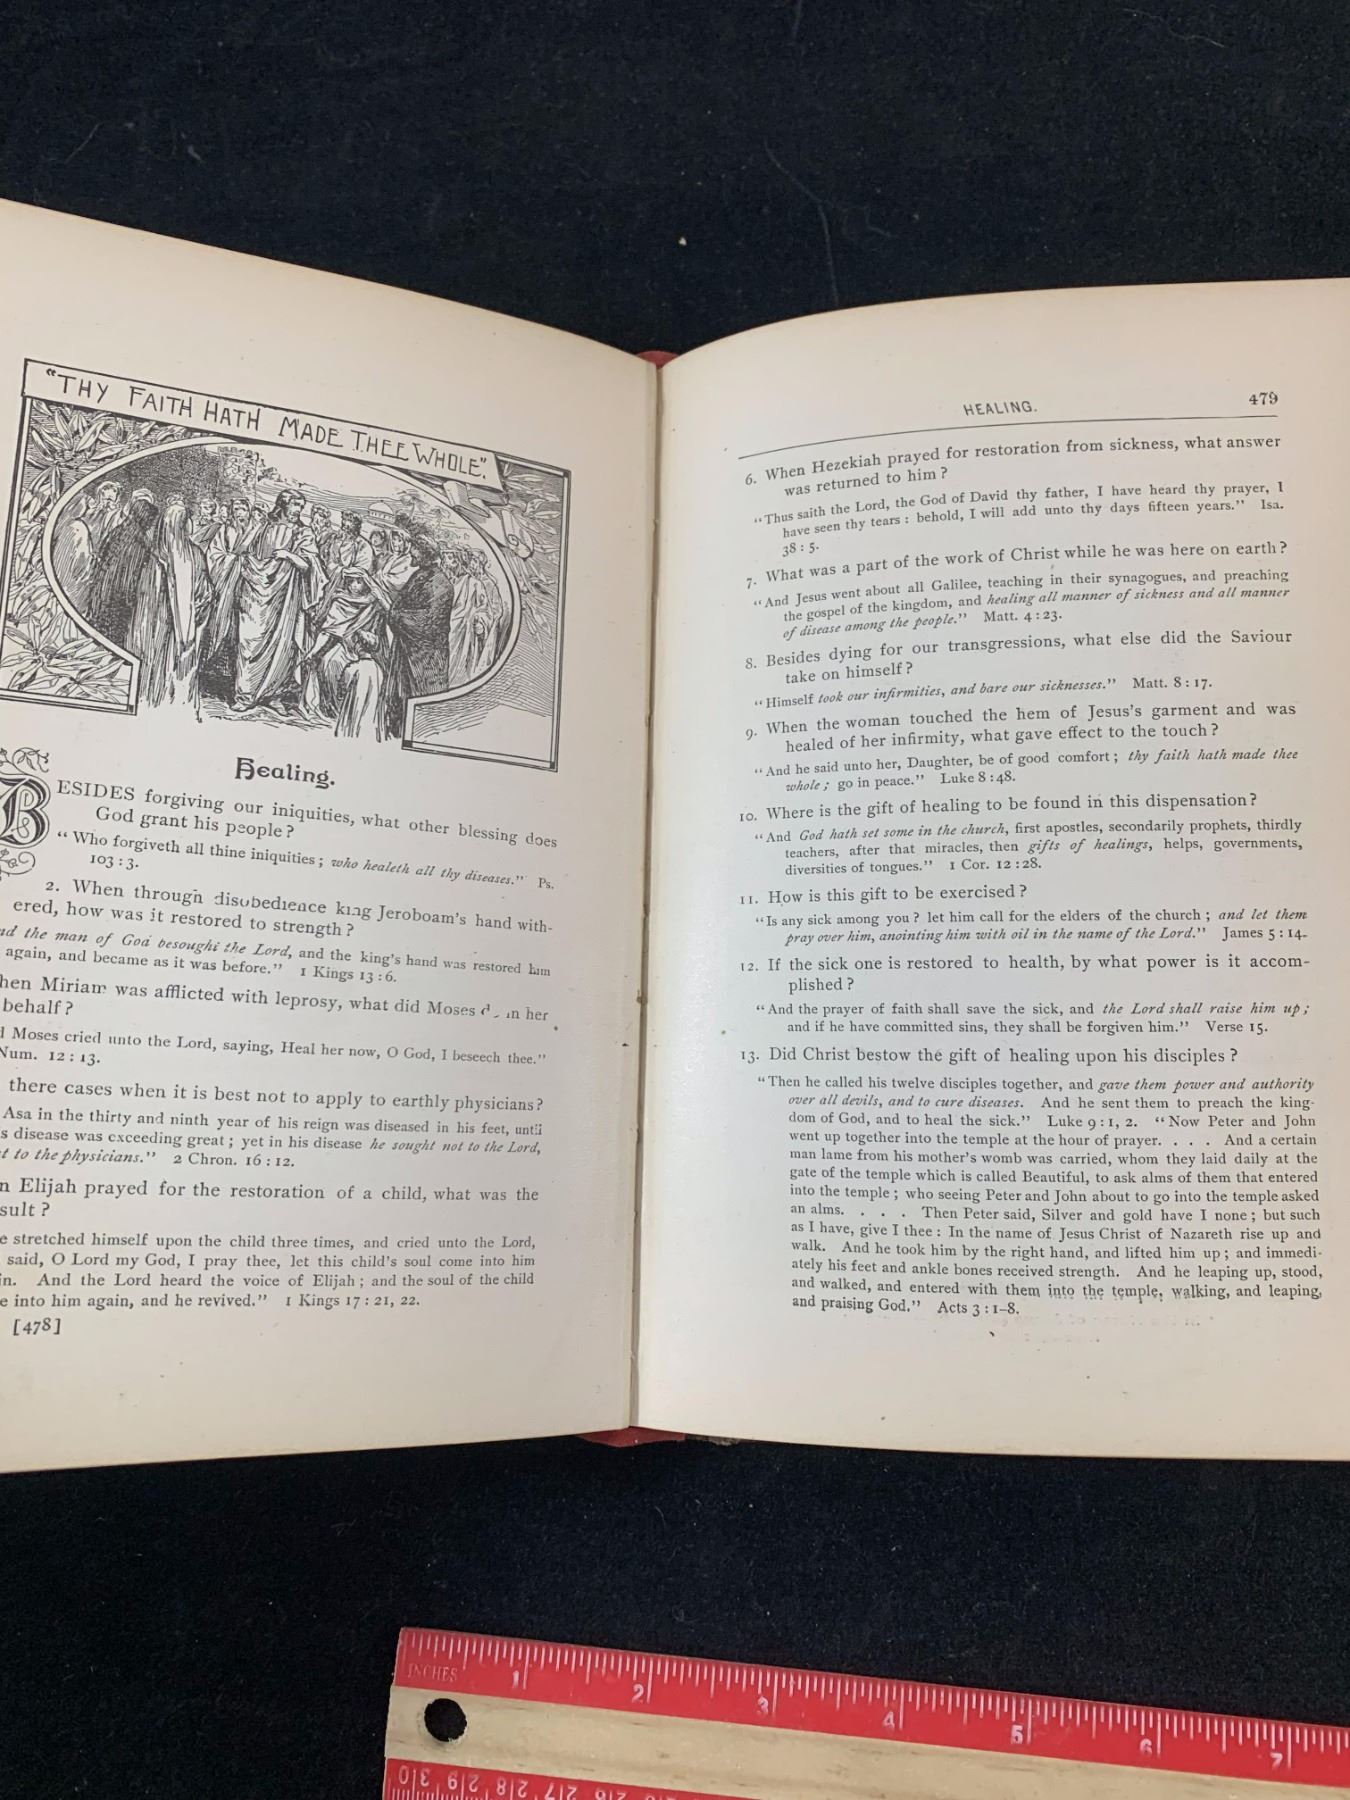 "THY FAITH HATH MADE THEE WHOLE".
Healing.
BESIDES forgiving our iniquities, what other blessing does
God grant his people?
"Who forgiveth all thine iniquities; who healeth all thy diseases." Ps.
103:3.
2. When through disobedience king Jeroboam's hand with-
ered, how was it restored to strength?
the man of God besought the Lord, and the king's hand was restored him
again, and became as it was before." 1 Kings 13:6.
Miriam was afflicted with leprosy, what did Moses in her
behalf?
Moses cried unto the Lord, saying, Heal her now, O God, I beseech thee."
Num. 12:13.
there cases when it is best not to apply to earthly physicians?
Asa in the thirty and ninth year of his reign was diseased in his feet, until
disease was exceeding great; yet in his disease he sought not to the Lord,
to the physicians." 2 Chron. 16:12.
Elijah prayed for the restoration of a child, what was the
sult?
stretched himself upon the child three times, and cried unto the Lord,
said, O Lord my God, I pray thee, let this child's soul come into him
And the Lord heard the voice of Elijah; and the soul of the child
into him again, and he revived." 1 Kings 17:21, 22.
[478]
HEALING. 479
6. When Hezekiah prayed for restoration from sickness, what answer
was returned to him?
"Thus saith the Lord, the God of David thy father, I have heard thy prayer, I
have seen thy tears: behold, I will add unto thy days fifteen years." Isa.
38:5.
7. What was a part of the work of Christ while he was here on earth?
"And Jesus went about all Galilee, teaching in their synagogues, and preaching
the gospel of the kingdom, and healing all manner of sickness and all manner
of disease among the people." Matt. 4:23.
8. Besides dying for our transgressions, what else did the Saviour
take on himself?
"Himself took our infirmities, and bare our sicknesses." Matt. 8:17.
9. When the woman touched the hem of Jesus's garment and was
healed of her infirmity, what gave effect to the touch?
"And he said unto her, Daughter, be of good comfort; thy faith hath made thee
whole; go in peace." Luke 8:48.
10. Where is the gift of healing to be found in this dispensation?
"And God hath set some in the church, first apostles, secondarily prophets, thirdly
teachers, after that miracles, then gifts of healings, helps, governments,
diversities of tongues." 1 Cor. 12:28.
11. How is this gift to be exercised?
"Is any sick among you? let him call for the elders of the church; and let them
pray over him, anointing him with oil in the name of the Lord." James 5:14.
12. If the sick one is restored to health, by what power is it accom-
plished?
"And the prayer of faith shall save the sick, and the Lord shall raise him up;
and if he have committed sins, they shall be forgiven him." Verse 15.
13. Did Christ bestow the gift of healing upon his disciples?
"Then he called his twelve disciples together, and gave them power and authority
over all devils, and to cure diseases. And he sent them to preach the king-
dom of God, and to heal the sick." Luke 9:1, 2. "Now Peter and John
went up together into the temple at the hour of prayer. . . . And a certain
man lame from his mother's womb was carried, whom they laid daily at the
gate of the temple which is called Beautiful, to ask alms of them that entered
into the temple; who seeing Peter and John about to go into the temple asked
an alms. . . . Then Peter said, Silver and gold have I none; but such
as I have, give I thee: In the name of Jesus Christ of Nazareth rise up and
walk. And he took him by the right hand, and lifted him up; and immedi-
ately his feet and ankle bones received strength. And he leaping up, stood,
and walked, and entered with them into the temple, walking, and leaping,
and praising God." Acts 3:1-8.
INCHES 1 2 3 4 5 6 7
30 29 28 27 26 25